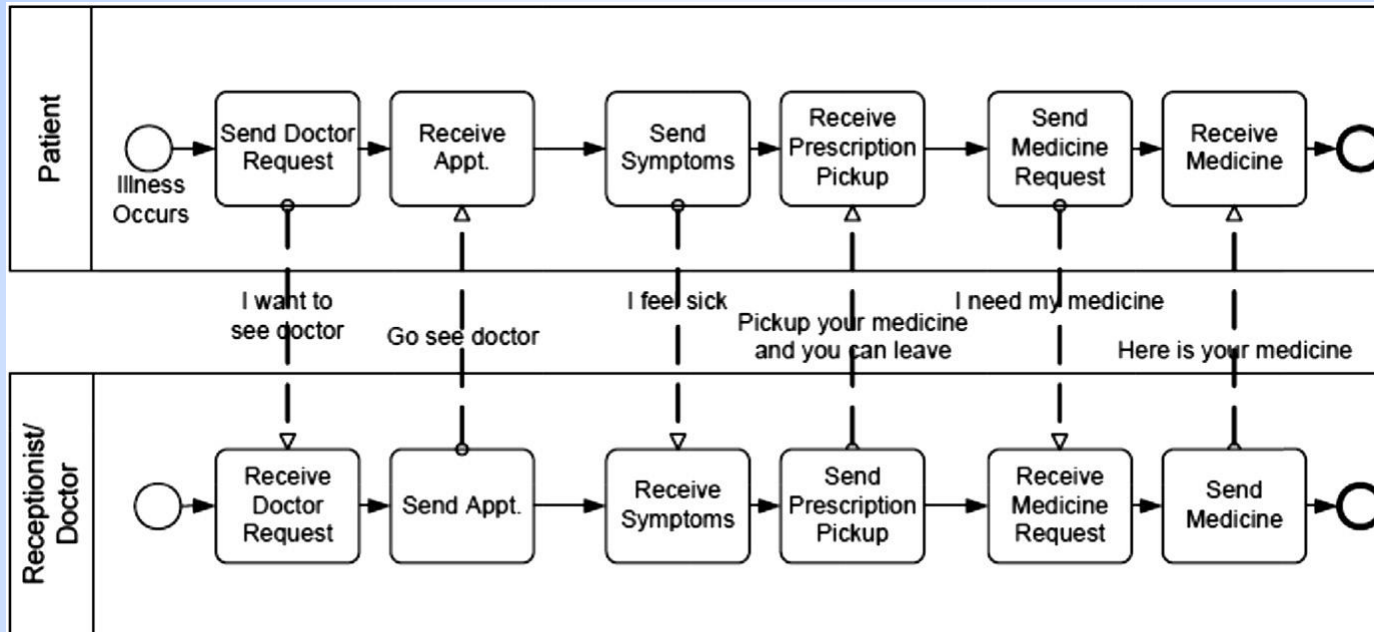 Patient
Illness
Occurs
Send Doctor
Request
Receive
Appt.
Send
Symptoms
Receive
Prescription
Pickup
Send
Medicine
Request
Receive
Medicine
I want to
see doctor
Go see doctor
I feel sick
Pickup your medicine
and you can leave
I need my medicine
Here is your medicine
Receptionist/
Doctor
Receive
Doctor
Request
Send Appt.
Receive
Symptoms
Send
Prescription
Pickup
Receive
Medicine
Request
Send
Medicine